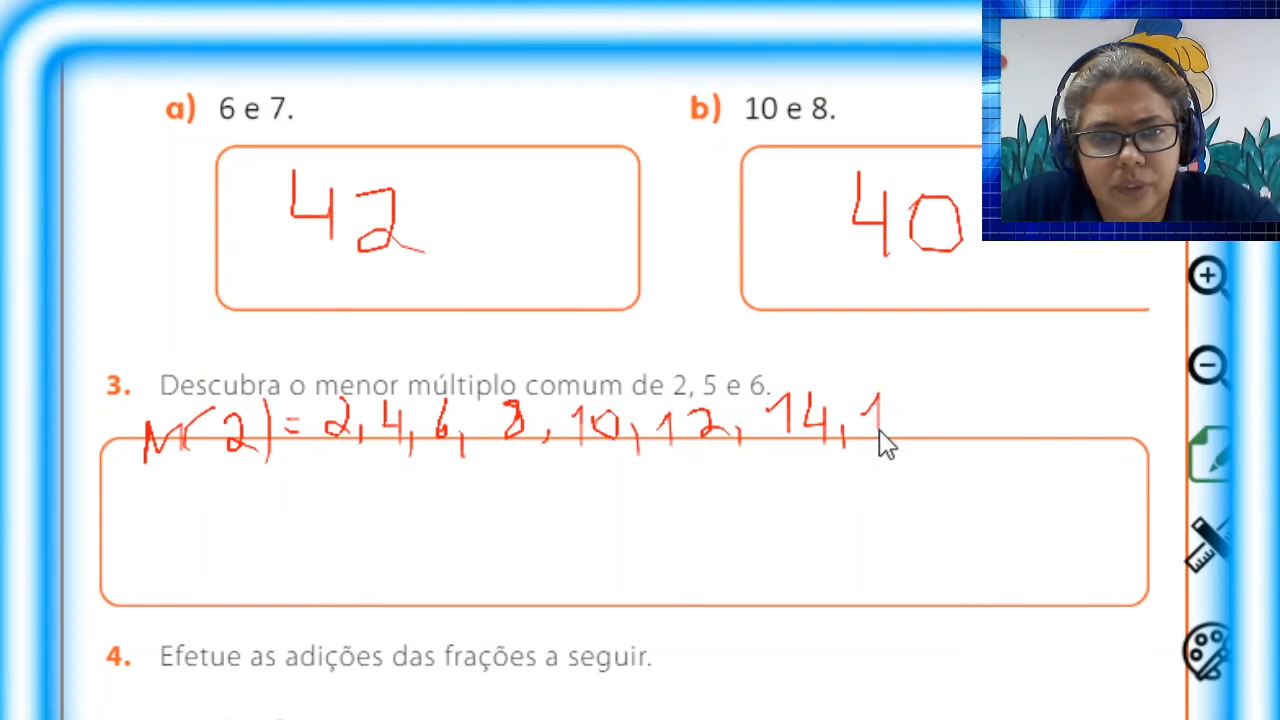 a) 6 e 7.
b) 10 e 8.
42
40
3. Descubra o menor múltiplo comum de 2, 5 e 6.
M(2)= 2, 4, 6, 8, 10, 12, 14, 1
4. Efetue as adições das frações a seguir.